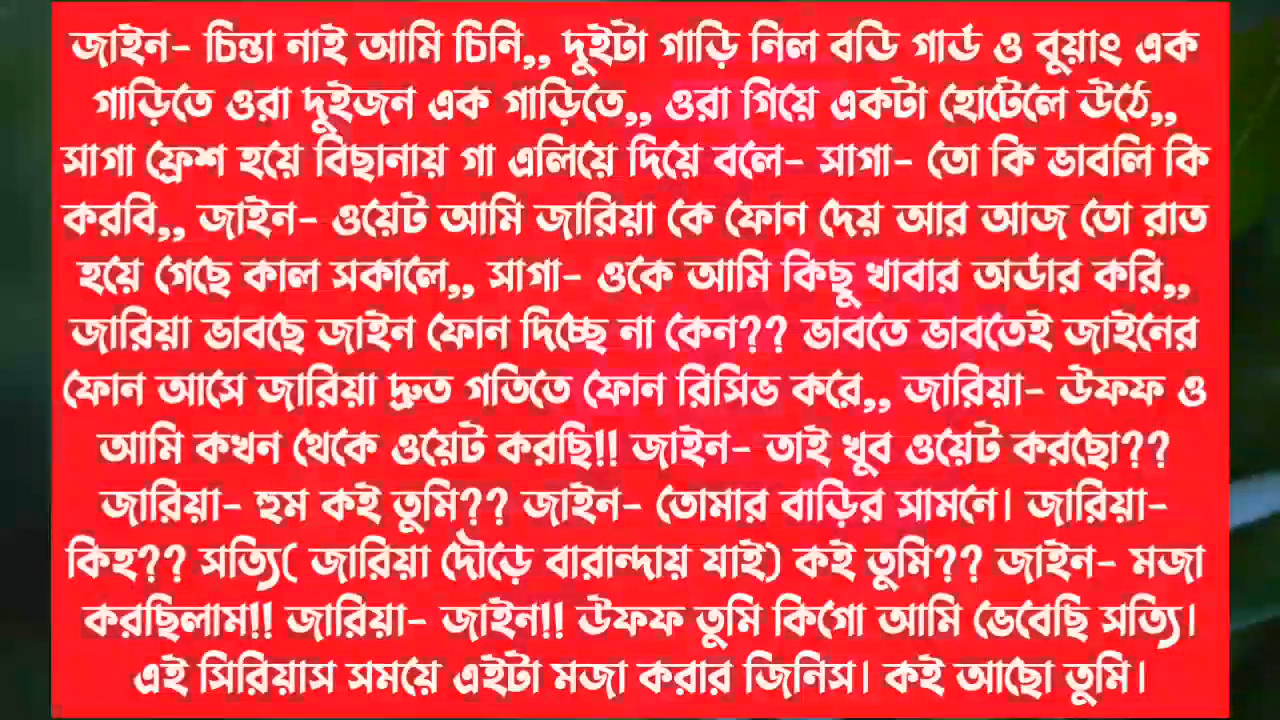 জাইন- চিন্তা নাই আমি চিনি,, দুইটা গাড়ি নিল বডি গার্ড ও বুয়াং এক
গাড়িতে ওরা দুইজন এক গাড়িতে,, ওরা গিয়ে একটা হোটেলে উঠে,,
সাগা ফ্রেশ হয়ে বিছানায় গা এলিয়ে দিয়ে বলে- সাগা- তো কি ভাবলি কি
করবি,, জাইন- ওয়েট আমি জারিয়া কে ফোন দেয় আর আজ তো রাত
হয়ে গেছে কাল সকালে,, সাগা- ওকে আমি কিছু খাবার অর্ডার করি,,
জারিয়া ভাবছে জাইন ফোন দিচ্ছে না কেন?? ভাবতে ভাবতেই জাইনের
ফোন আসে জারিয়া দ্রুত গতিতে ফোন রিসিভ করে,, জারিয়া- উফফ ও
আমি কখন থেকে ওয়েট করছি!! জাইন- তাই খুব ওয়েট করছো??
জারিয়া- হুম কই তুমি?? জাইন- তোমার বাড়ির সামনে। জারিয়া-
কিহ?? সত্যি( জারিয়া দৌড়ে বারান্দায় যাই) কই তুমি?? জাইন- মজা
করছিলাম!! জারিয়া- জাইন!! উফফ তুমি কিগো আমি ভেবেছি সত্যি।
এই সিরিয়াস সময়ে এইটা মজা করার জিনিস। কই আছো তুমি।